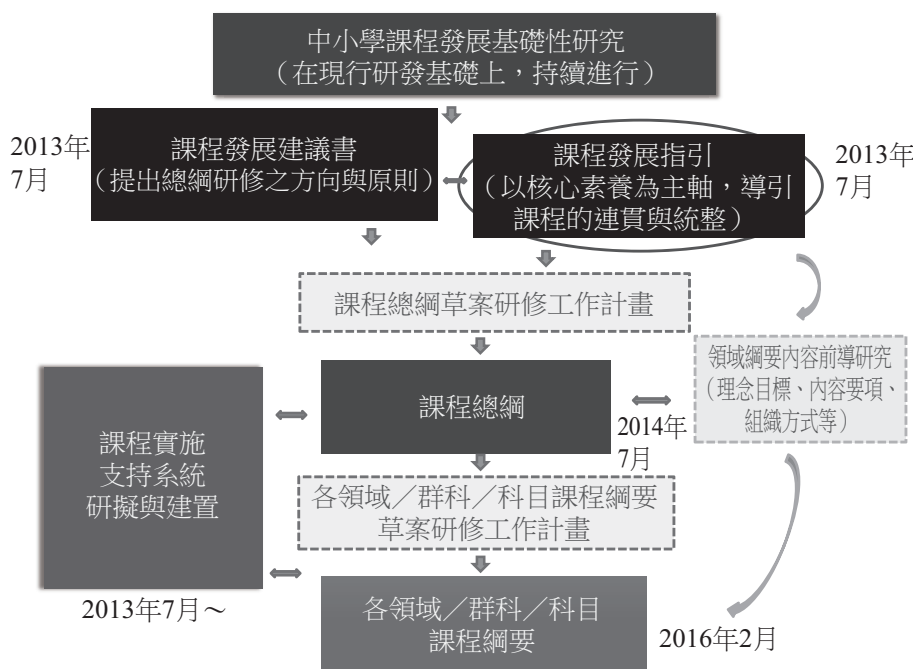 中小學課程發展基礎性研究
（在現行研發基礎上，持續進行）
2013年
7月
課程發展建議書
（提出總綱研修之方向與原則）
課程發展指引
（以核心素養為主軸，導引
課程的連貫與統整）
2013年
7月
課程總綱草案研修工作計畫
領域綱要內容前導研究
（理念目標、內容要項、
組織方式等）
課程實施
支持系統
研擬與建置
2013年7月～
課程總綱
2014年
7月
各領域／群科／科目課程綱要
草案研修工作計畫
各領域／群科／科目
課程綱要
2016年2月